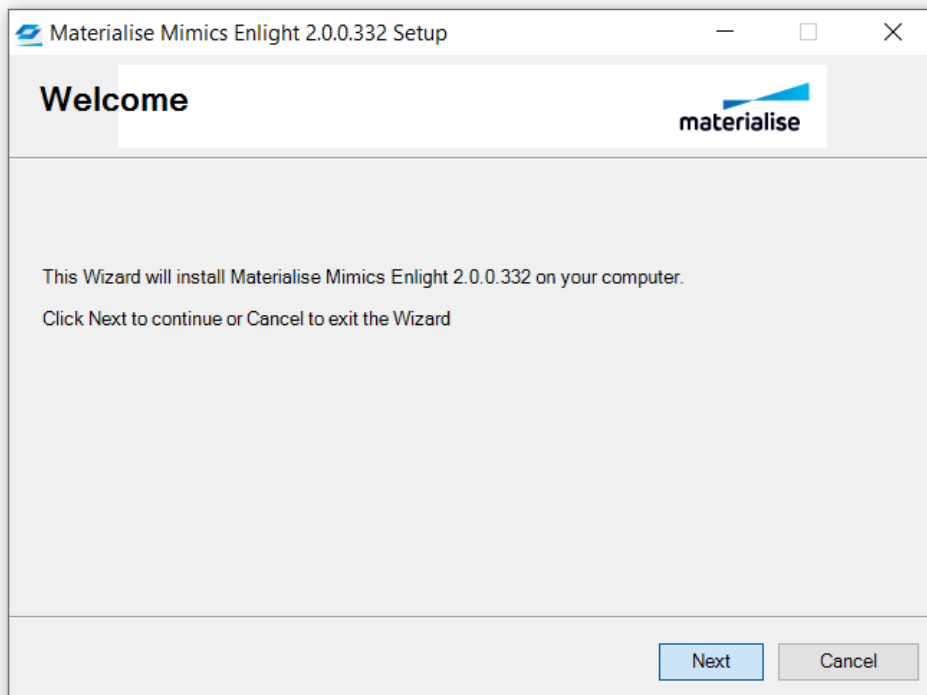 Materialise Mimics Enlight 2.0.0.332 Setup
Welcome
materialise
This Wizard will install Materialise Mimics Enlight 2.0.0.332 on your computer.
Click Next to continue or Cancel to exit the Wizard
Next Cancel